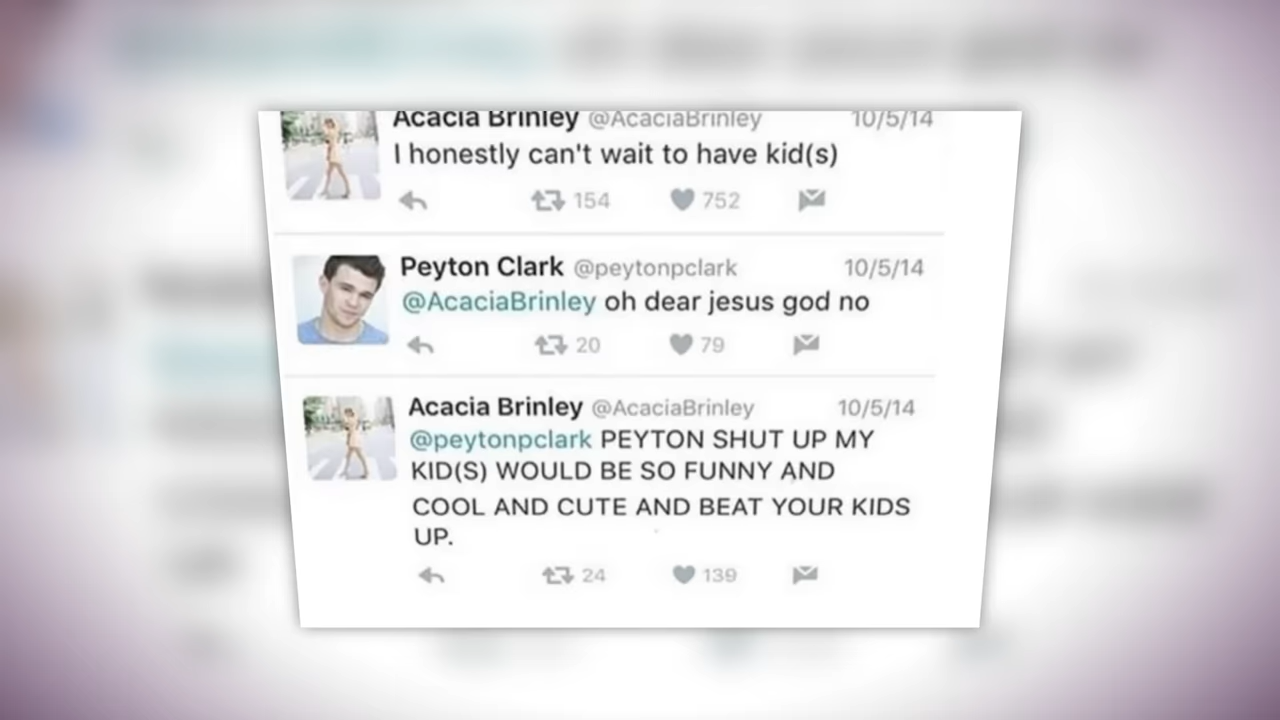 Acacia Brinley @AcaciaBrinley 10/5/14
I honestly can't wait to have kid(s)
154 752
Peyton Clark @peytonpclark 10/5/14
@AcaciaBrinley oh dear jesus god no
20 79
Acacia Brinley @AcaciaBrinley 10/5/14
@peytonpclark PEYTON SHUT UP MY
KID(S) WOULD BE SO FUNNY AND
COOL AND CUTE AND BEAT YOUR KIDS
UP.
24 139